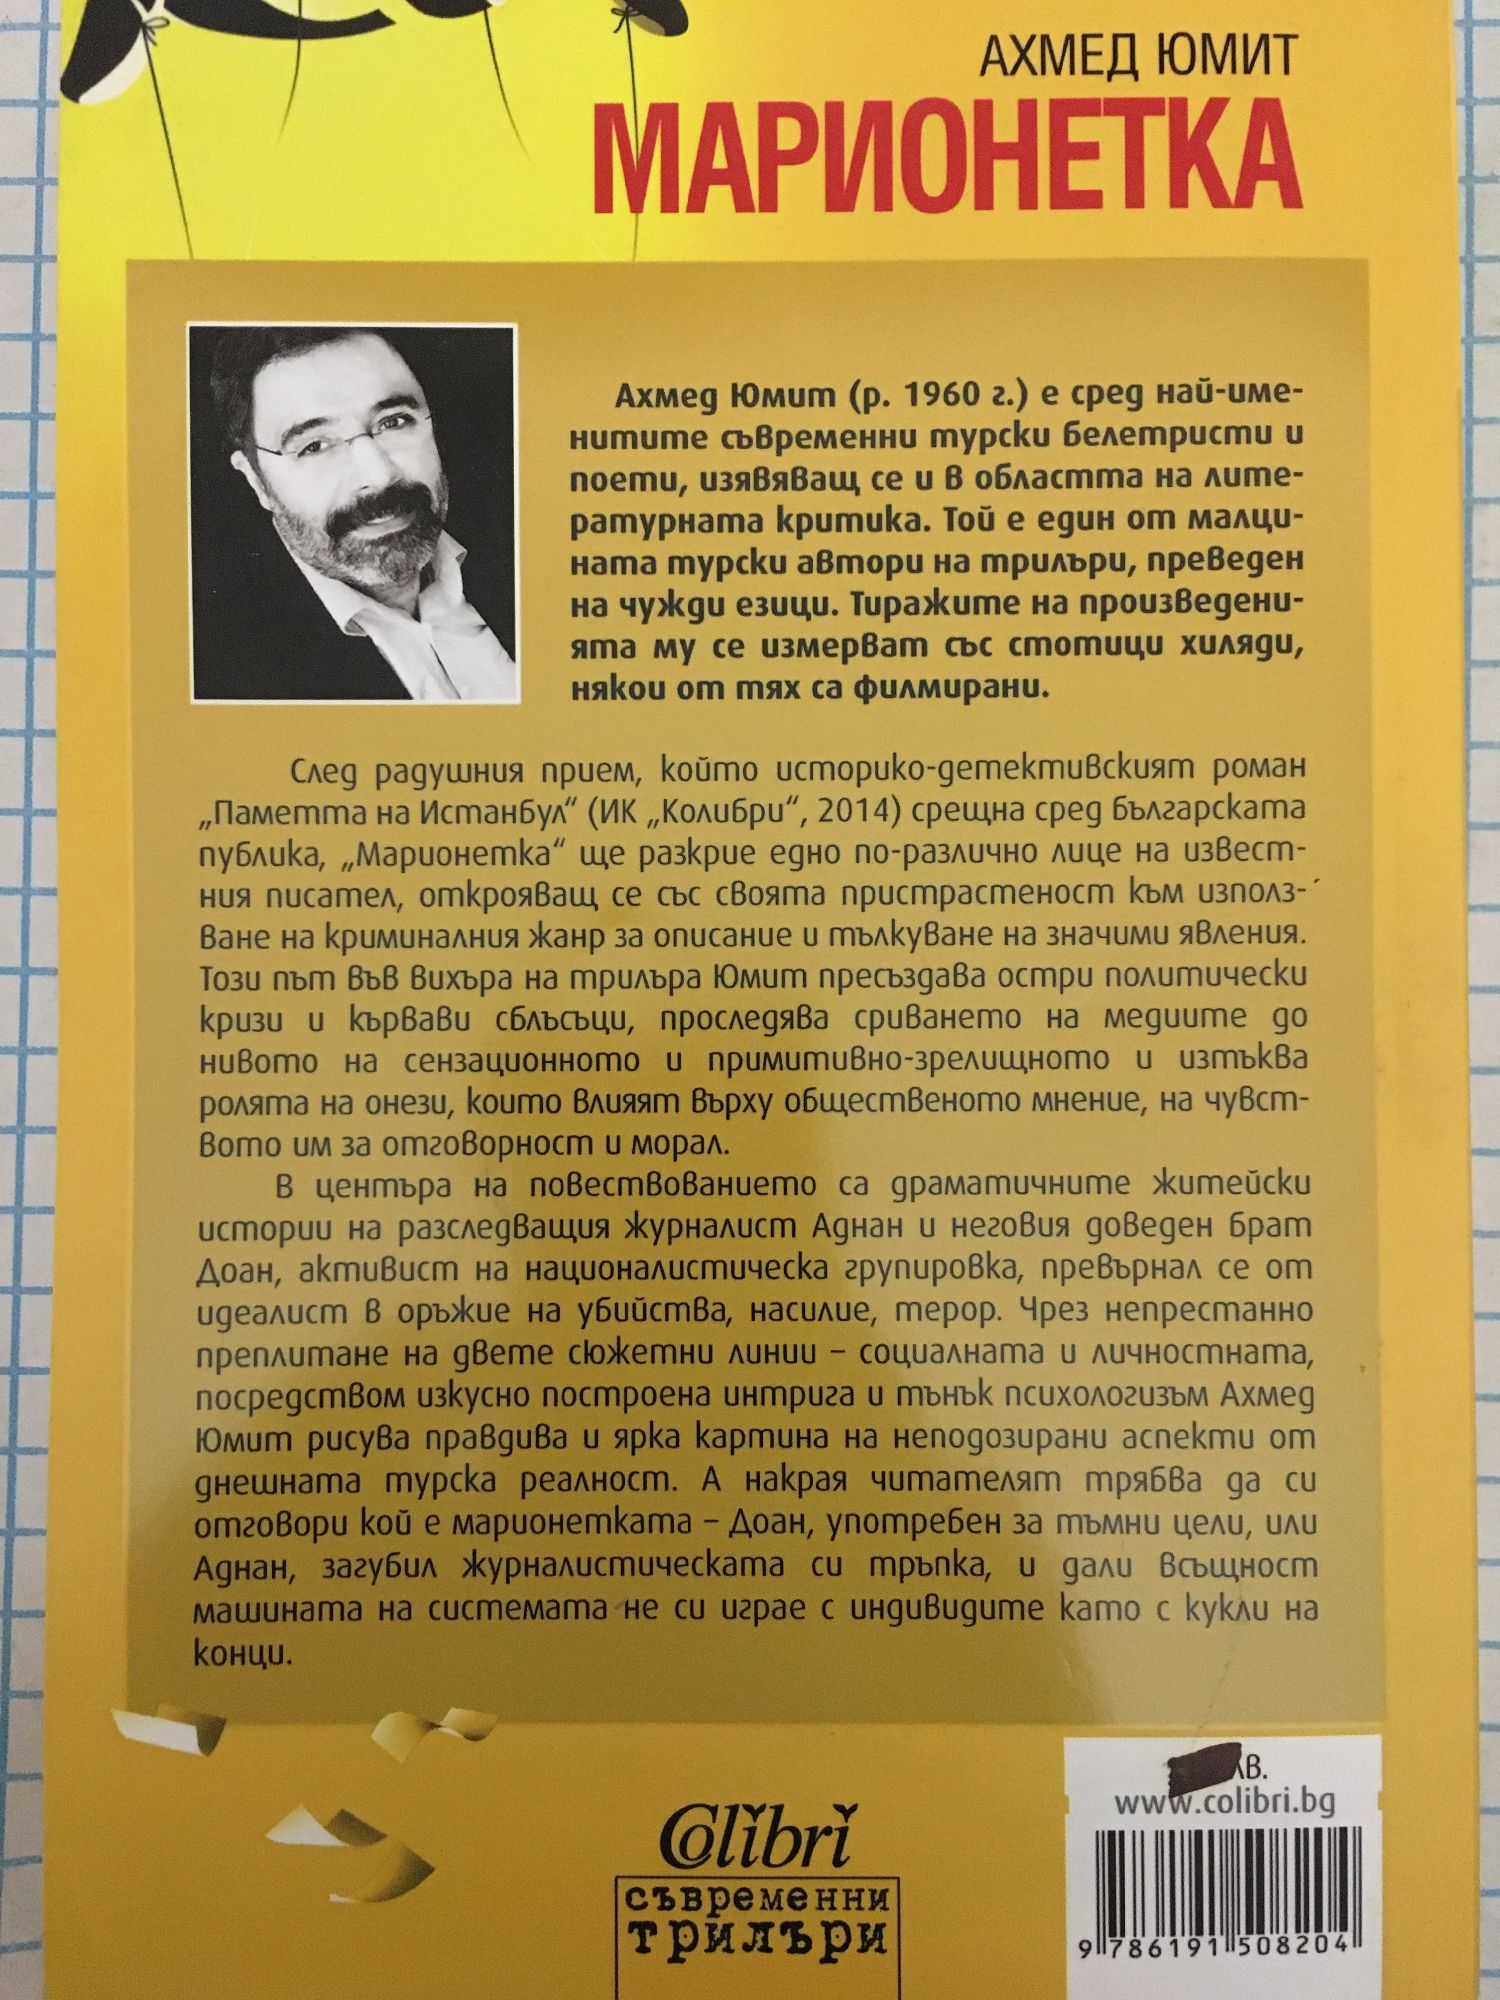 АХМЕД ЮМИТ
МАРИОНЕТКА
Ахмед Юмит (р. 1960 г.) е сред най-име-
нитите съвременни турски белетристи и
поети, изявяващ се и в областта на лите-
ратурната критика. Той е един от малци-
ната турски автори на трилъри, преведен
на чужди езици. Тиражите на произведени-
ята му се измерват със стотици хиляди,
някои от тях са филмирани.
След радушния прием, който историко-детективският роман
„Паметта на Истанбул“ (ИК „Колибри“, 2014) срещна сред българската
публика, „Марионетка“ ще разкрие едно по-различно лице на извест-
ния писател, открояващ се със своята пристрастеност към използ-
ване на криминалния жанр за описание и тълкуване на значими явления.
Този път във вихъра на трилъра Юмит пресъздава остри политически
кризи и кървави сблъсъци, проследява сриването на медиите до
нивото на сензационното и примитивно-зрелищното и изтъква
ролята на онези, които влияят върху общественото мнение, на чувст-
вото им за отговорност и морал.
В центъра на повествованието са драматичните житейски
истории на разследващия журналист Аднан и неговия доведен брат
Доан, активист на националистическа групировка, превърнал се от
идеалист в оръжие на убийства, насилие, терор. Чрез непрестанно
преплитане на двете сюжетни линии – социалната и личностната,
посредством изкусно построена интрига и тънък психологизъм Ахмед
Юмит рисува правдива и ярка картина на неподозирани аспекти от
днешната турска реалност. А накрая читателят трябва да си
отговори кой е марионетката – Доан, употребен за тъмни цели, или
Аднан, загубил журналистическата си тръпка, и дали всъщност
машината на системата не си играе с индивидите като с кукли на
конци.
Colibri
съвременни
трилъри
лв.
www.colibri.bg
9 786191 508204